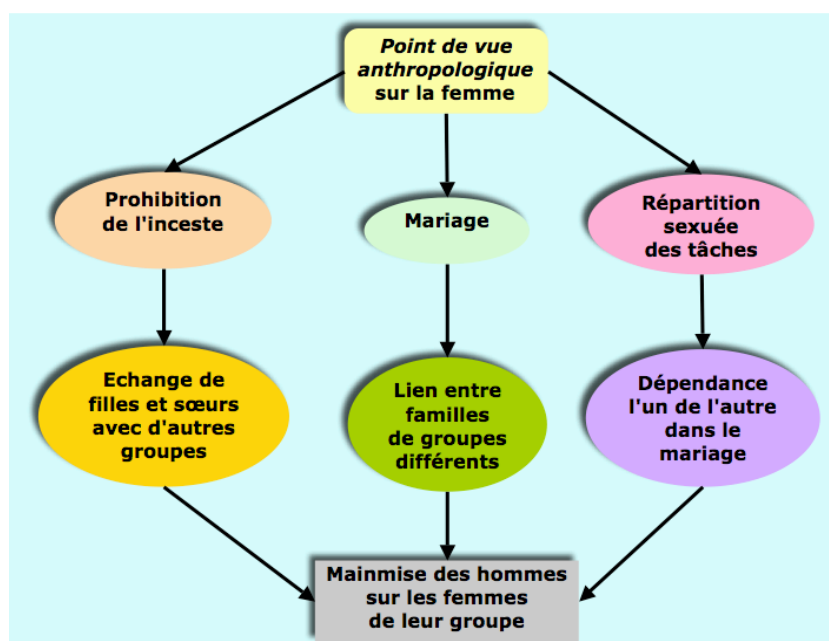 Point de vue
anthropologique
sur la femme
Prohibition
de l'inceste
Mariage
Répartition
sexuée
des tâches
Echange de
filles et sœurs
avec d'autres
groupes
Lien entre
familles
de groupes
différents
Dépendance
l'un de l'autre
dans le
mariage
Mainmise des hommes
sur les femmes
de leur groupe